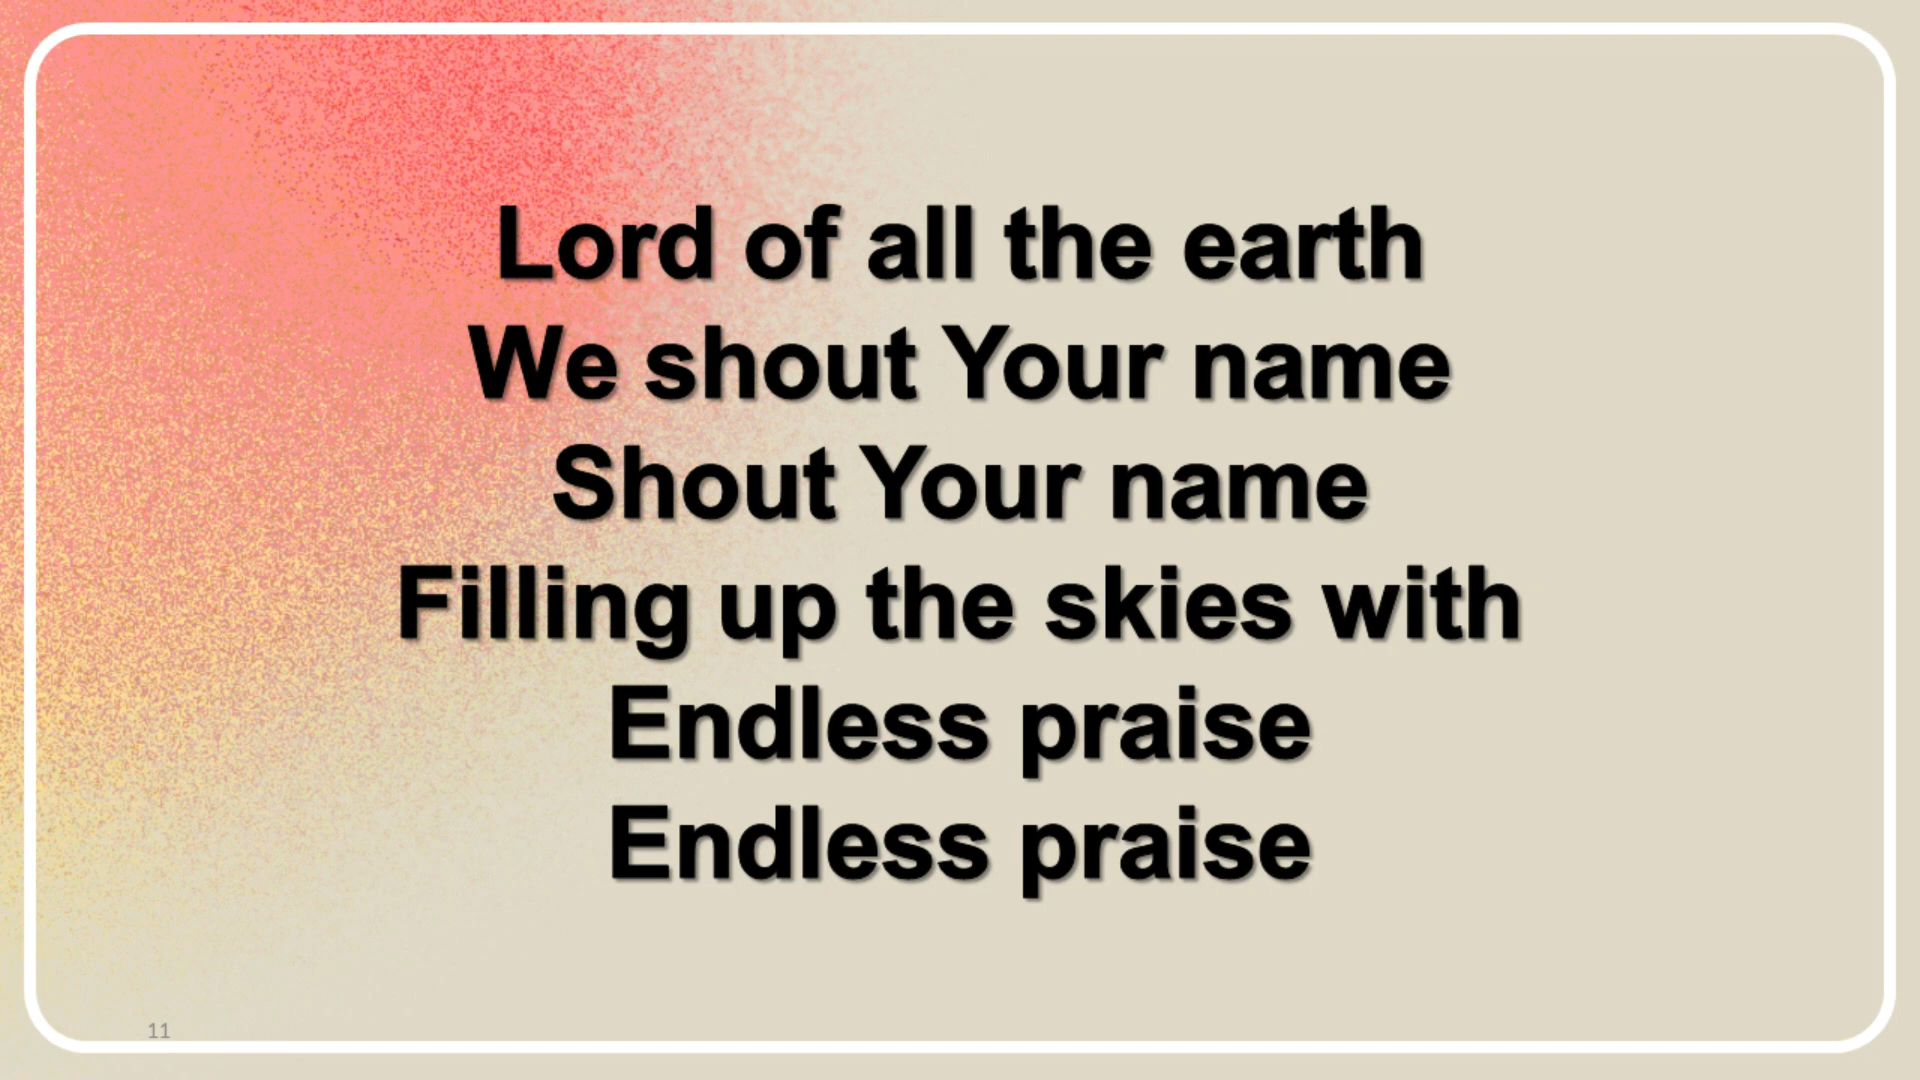 Lord of all the earth
We shout Your name
Shout Your name
Filling up the skies with
Endless praise
Endless praise
11